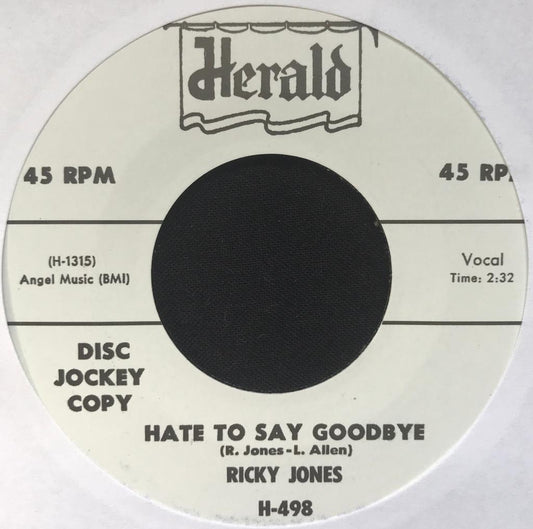 Herald
45 RPM
45 RP
(H-1315)
Angel Music (BMI)
Vocal
Time: 2:32
DISC
JOCKEY
COPY
HATE TO SAY GOODBYE
(R. Jones-L. Allen)
RICKY JONES
H-498